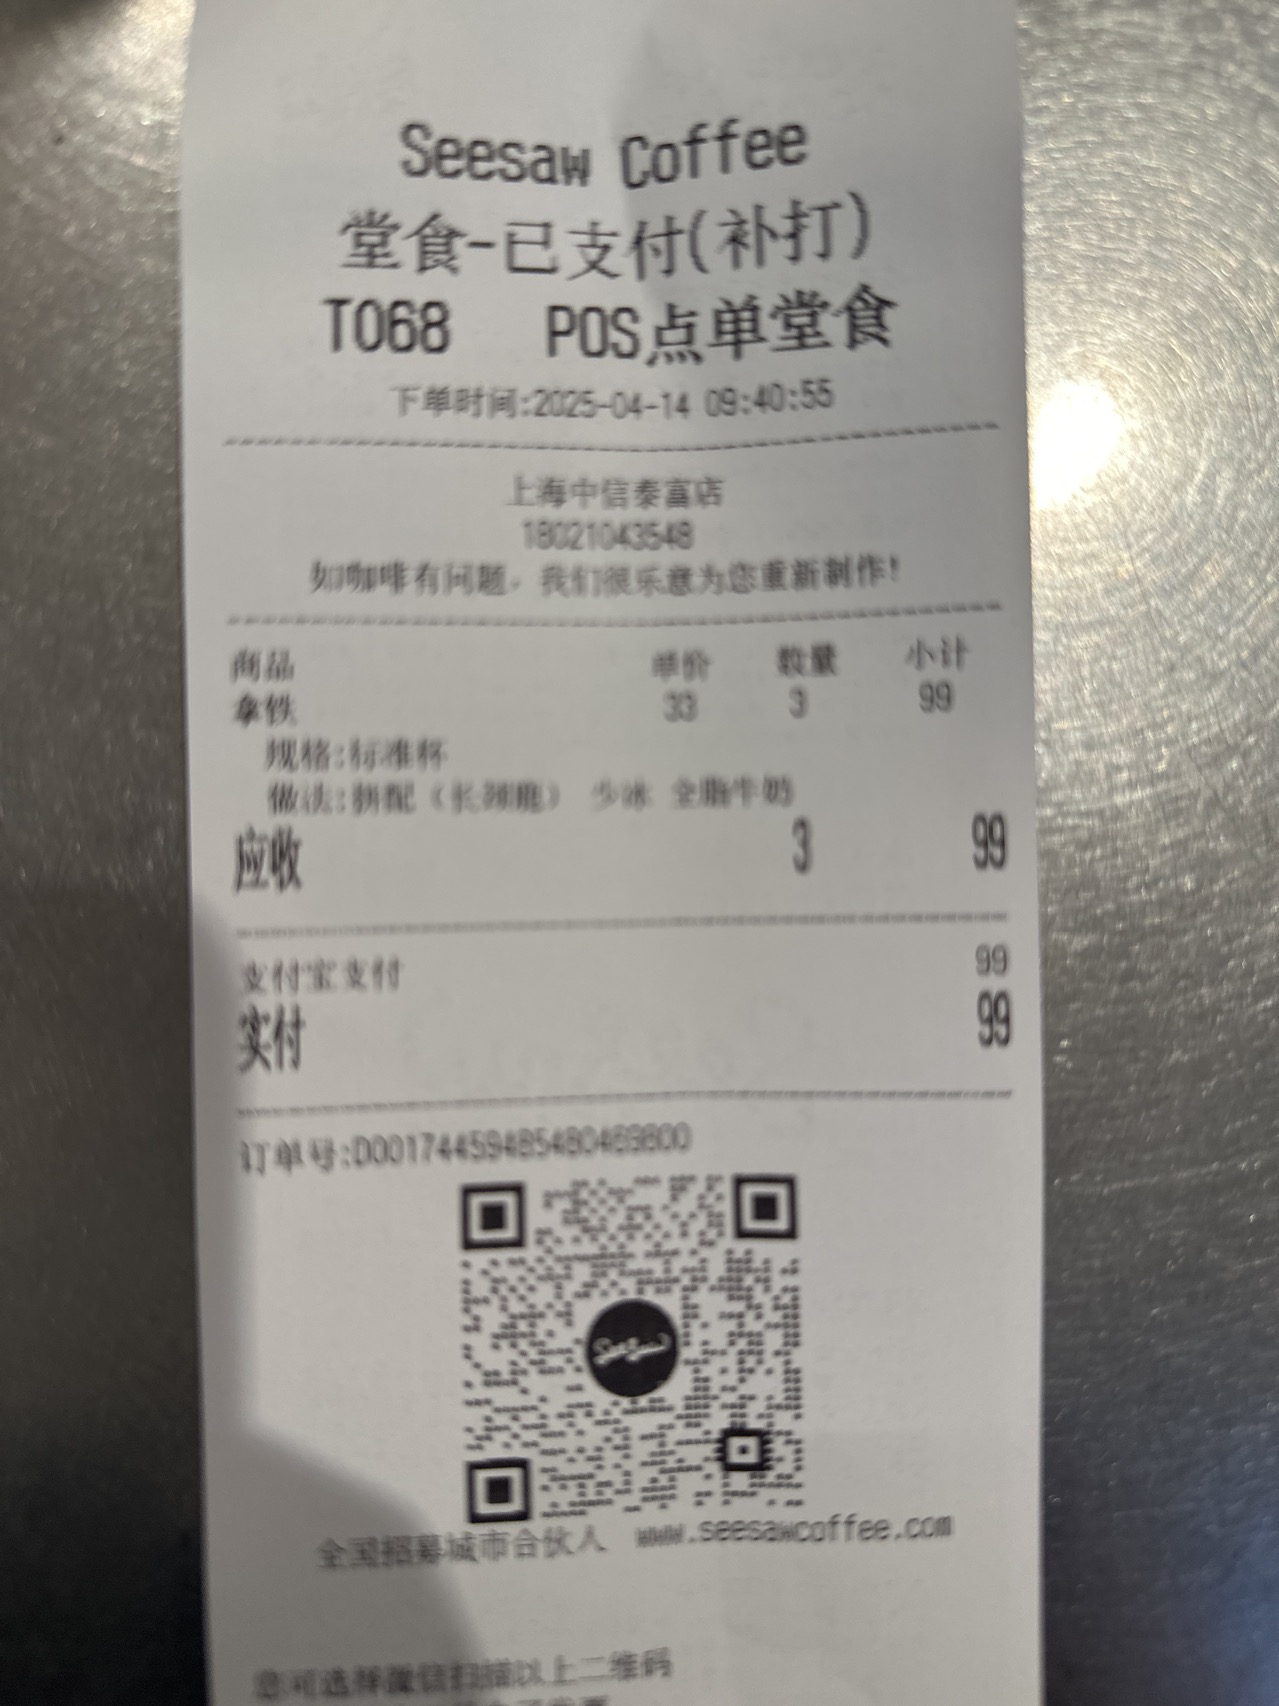 Seesaw Coffee
堂食-已支付(补打)
T068 POS点单堂食
下单时间:2025-04-14 09:40:55
上海中信泰富店
18021043548
如咖啡有问题，我们很乐意为您重新制作！
商品 单价 数量 小计
拿铁 33 3 99
规格:标准杯
做法:拼配（长颈鹿） 少冰 全脂牛奶
应收 3 99
支付宝支付 99
实付 99
订单号:D001744594854804­69800
Seesaw
全国招募城市合伙人 www.seesawcoffee.com
您可选择微信扫描以上二维码